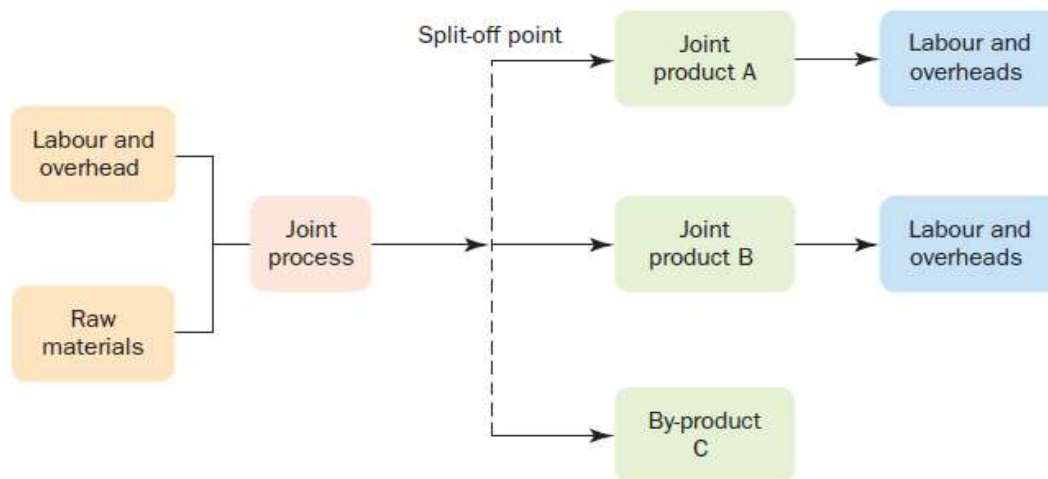 Split-off point
Joint
product A
Labour and
overheads
Labour and
overhead
Joint
process
Joint
product B
Labour and
overheads
Raw
materials
By-product
C